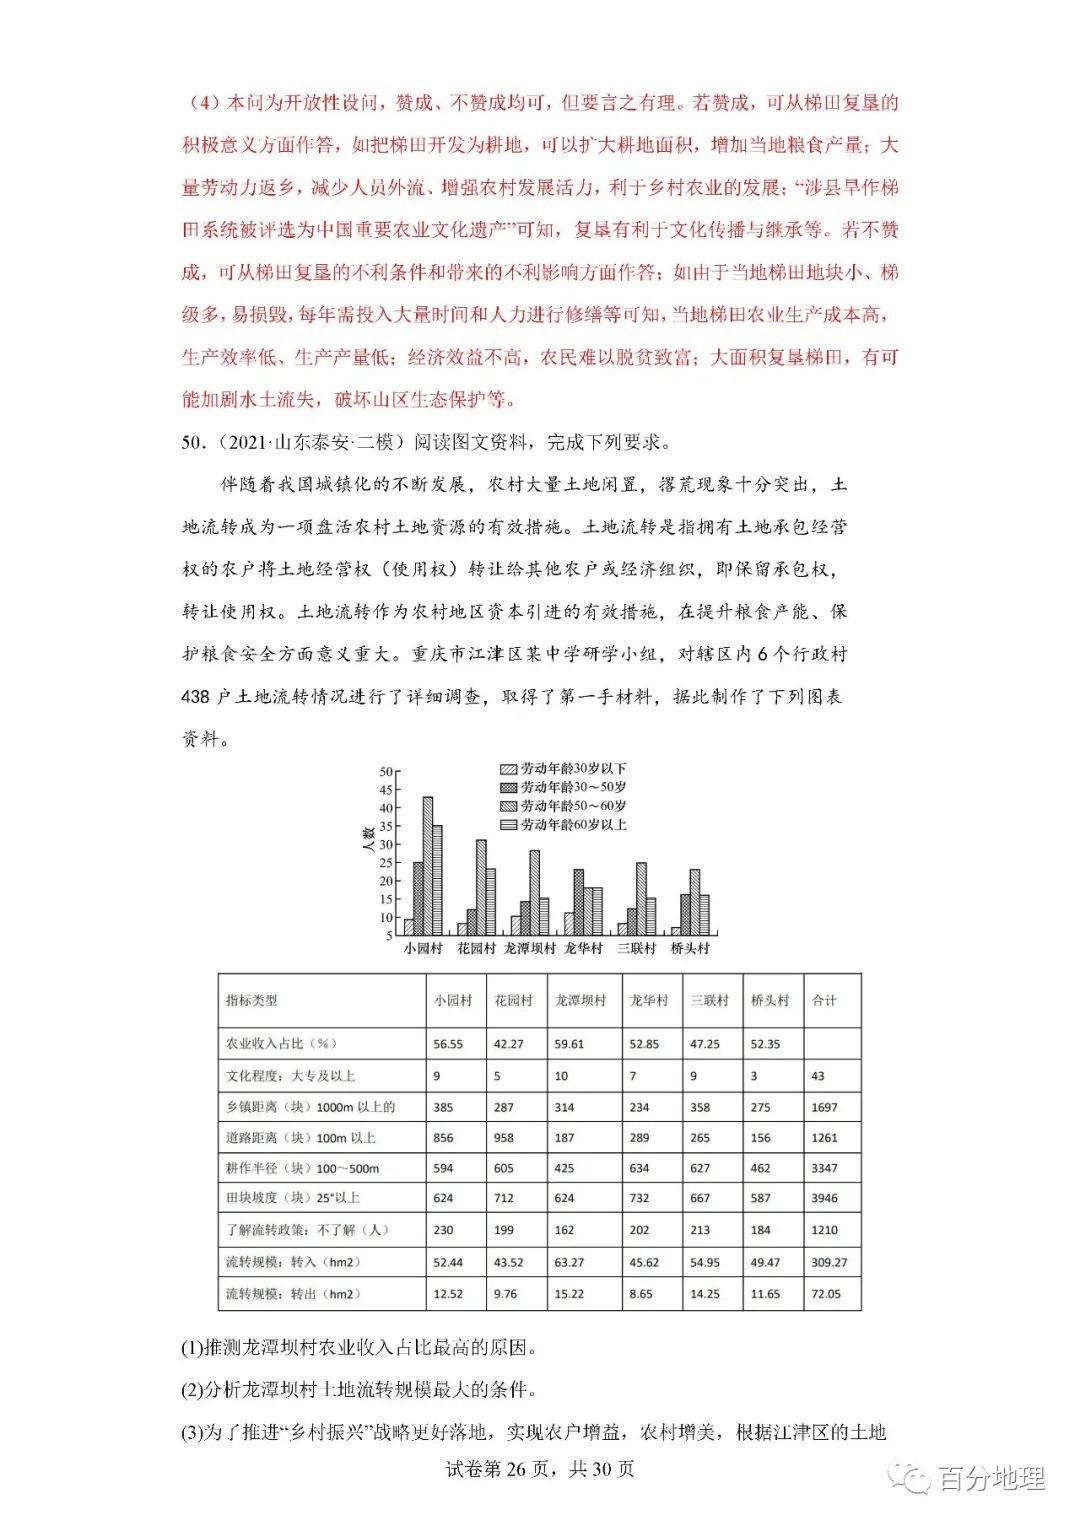 （4）本问为开放性设问，赞成、不赞成均可，但要言之有理。若赞成，可从梯田复垦的
积极意义方面作答，如把梯田开发为耕地，可以扩大耕地面积，增加当地粮食产量；大
量劳动力返乡，减少人员外流、增强农村发展活力，利于乡村农业的发展；“涉县旱作梯
田系统被评选为中国重要农业文化遗产”可知，复垦有利于文化传播与继承等。若不赞
成，可从梯田复垦的不利条件和带来的不利影响方面作答；如由于当地梯田地块小、梯
级多，易损毁，每年需投入大量时间和人力进行修缮等可知，当地梯田农业生产成本高，
生产效率低、生产产量低；经济效益不高，农民难以脱贫致富；大面积复垦梯田，有可
能加剧水土流失，破坏山区生态保护等。
50．（2021·山东泰安·二模）阅读图文资料，完成下列要求。
伴随着我国城镇化的不断发展，农村大量土地闲置，撂荒现象十分突出，土
地流转成为一项盘活农村土地资源的有效措施。土地流转是指拥有土地承包经营
权的农户将土地经营权（使用权）转让给其他农户或经济组织，即保留承包权，
转让使用权。土地流转作为农村地区资本引进的有效措施，在提升粮食产能、保
护粮食安全方面意义重大。重庆市江津区某中学研学小组，对辖区内 6 个行政村
438 户土地流转情况进行了详细调查，取得了第一手材料，据此制作了下列图表
资料。
劳动年龄30岁以下
劳动年龄30～50岁
劳动年龄50～60岁
劳动年龄60岁以上
人数
50
45
40
35
30
25
20
15
10
5
小园村 花园村 龙潭坝村 龙华村 三联村 桥头村
指标类型 小园村 花园村 龙潭坝村 龙华村 三联村 桥头村 合计
农业收入占比（%） 56.55 42.27 59.61 52.85 47.25 52.35
文化程度：大专及以上 9 5 10 7 9 3 43
乡镇距离（块）1000m 以上的 385 287 314 234 358 275 1697
道路距离（块）100m 以上 856 958 187 289 265 156 1261
耕作半径（块）100～500m 594 605 425 634 627 462 3347
田块坡度（块）25°以上 624 712 624 732 667 587 3946
了解流转政策：不了解（人） 230 199 162 202 213 184 1210
流转规模：转入（hm2） 52.44 43.52 63.27 45.62 54.95 49.47 309.27
流转规模：转出（hm2） 12.52 9.76 15.22 8.65 14.25 11.65 72.05
(1)推测龙潭坝村农业收入占比最高的原因。
(2)分析龙潭坝村土地流转规模最大的条件。
(3)为了推进“乡村振兴”战略更好落地，实现农户增益，农村增美，根据江津区的土地
试卷第 26 页，共 30 页
百分地理